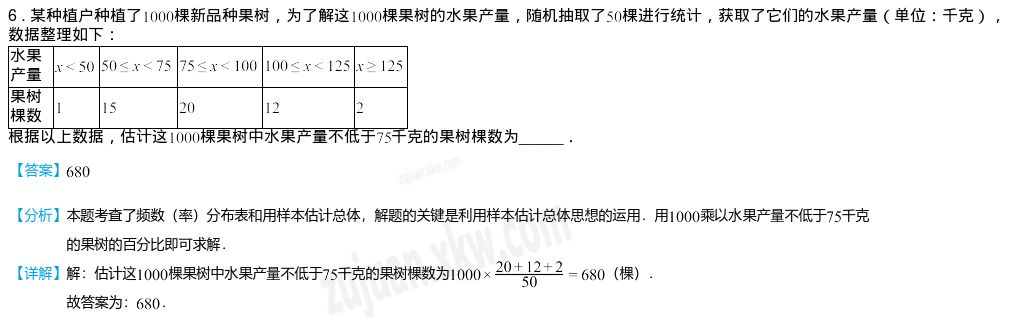 6．某种植户种植了1000棵新品种果树，为了解这1000棵果树的水果产量，随机抽取了50棵进行统计，获取了它们的水果产量（单位：千克），
数据整理如下：
水果产量 x＜50 50≤x＜75 75≤x＜100 100≤x＜125 x≥125
果树棵数 1 15 20 12 2
根据以上数据，估计这1000棵果树中水果产量不低于75千克的果树棵数为______．
【答案】680
【分析】本题考查了频数（率）分布表和用样本估计总体，解题的关键是利用样本估计总体思想的运用．用1000乘以水果产量不低于75千克
的果树的百分比即可求解．
【详解】解：估计这1000棵果树中水果产量不低于75千克的果树棵数为1000×(20+12+2)/50=680（棵）．
故答案为：680．
zujuan.xkw.com
zujuan.xkw.com